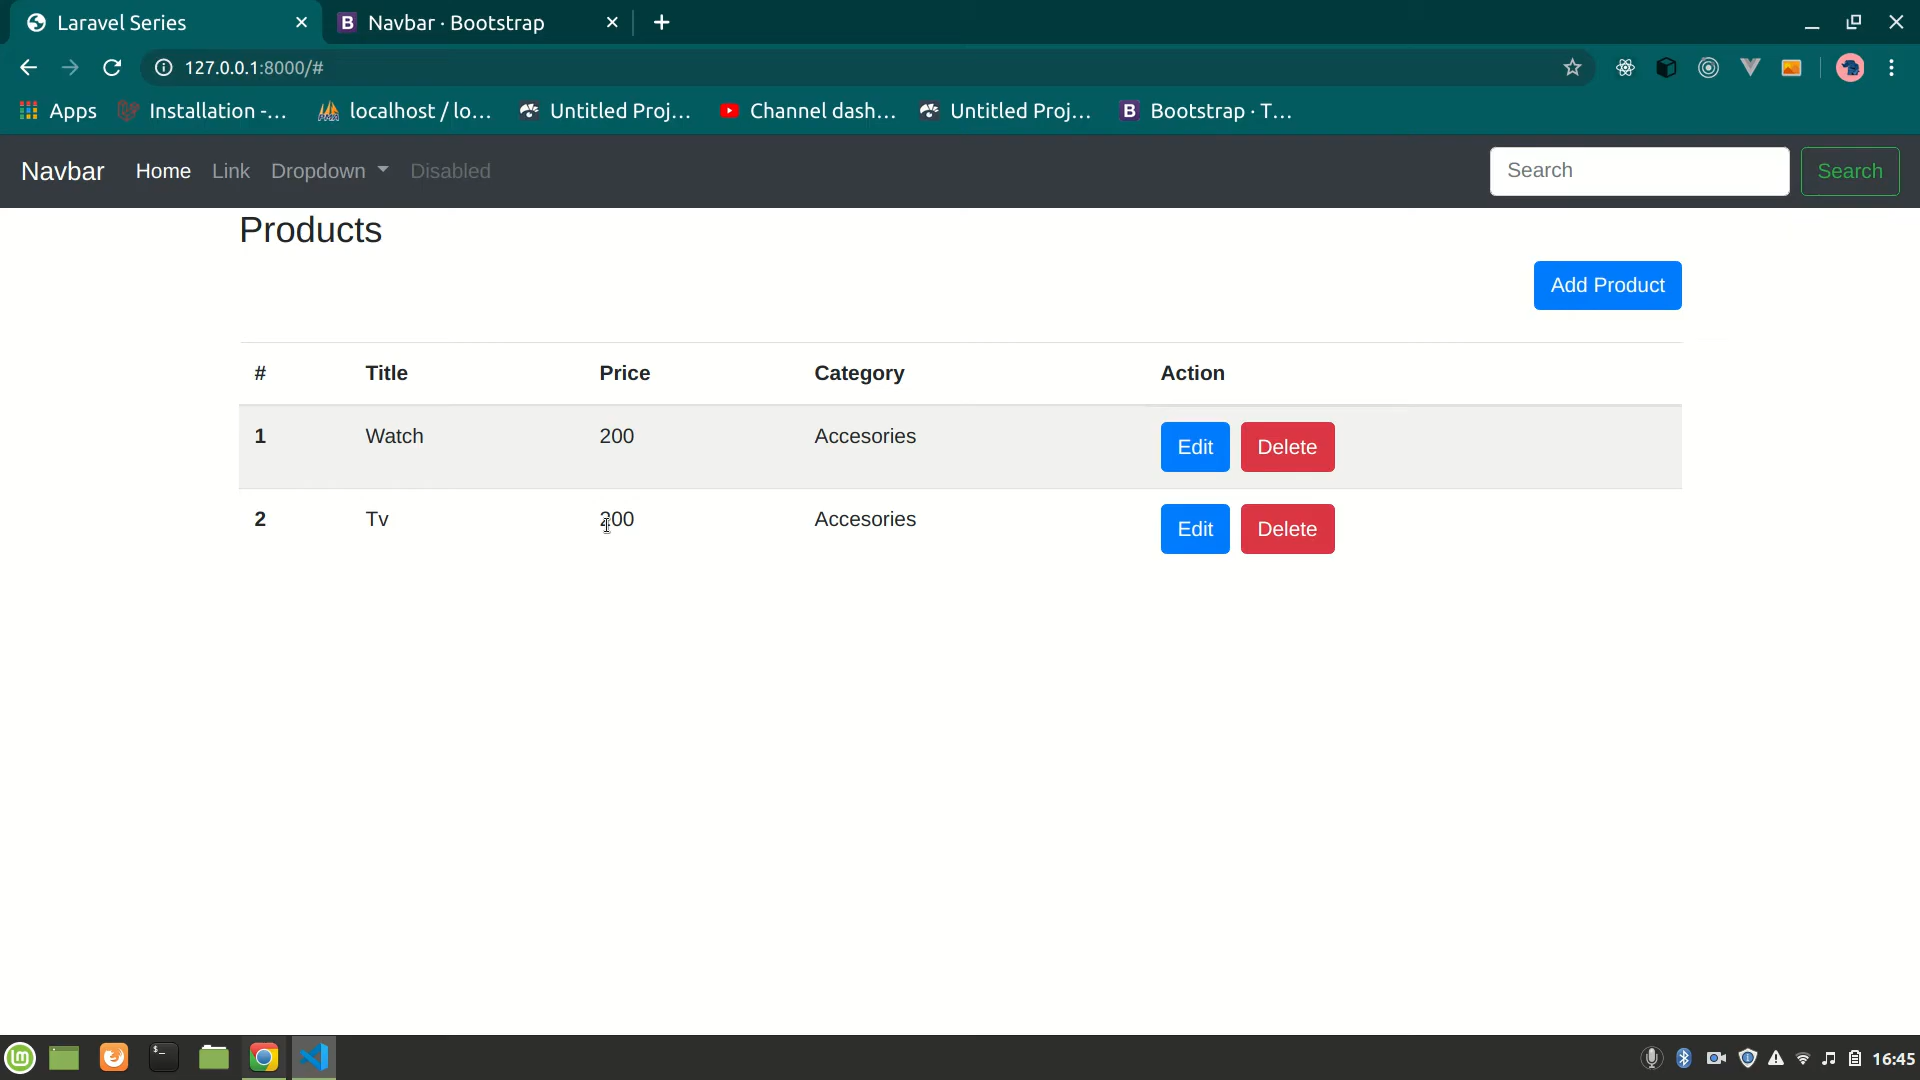 Laravel Series
Navbar · Bootstrap
127.0.0.1:8000/#
Apps Installation -... localhost / lo... Untitled Proj... Channel dash... Untitled Proj... Bootstrap · T...
Navbar Home Link Dropdown Disabled Search Search
Products
Add Product
# Title Price Category Action
1 Watch 200 Accesories Edit Delete
2 Tv 200 Accesories Edit Delete
16:45